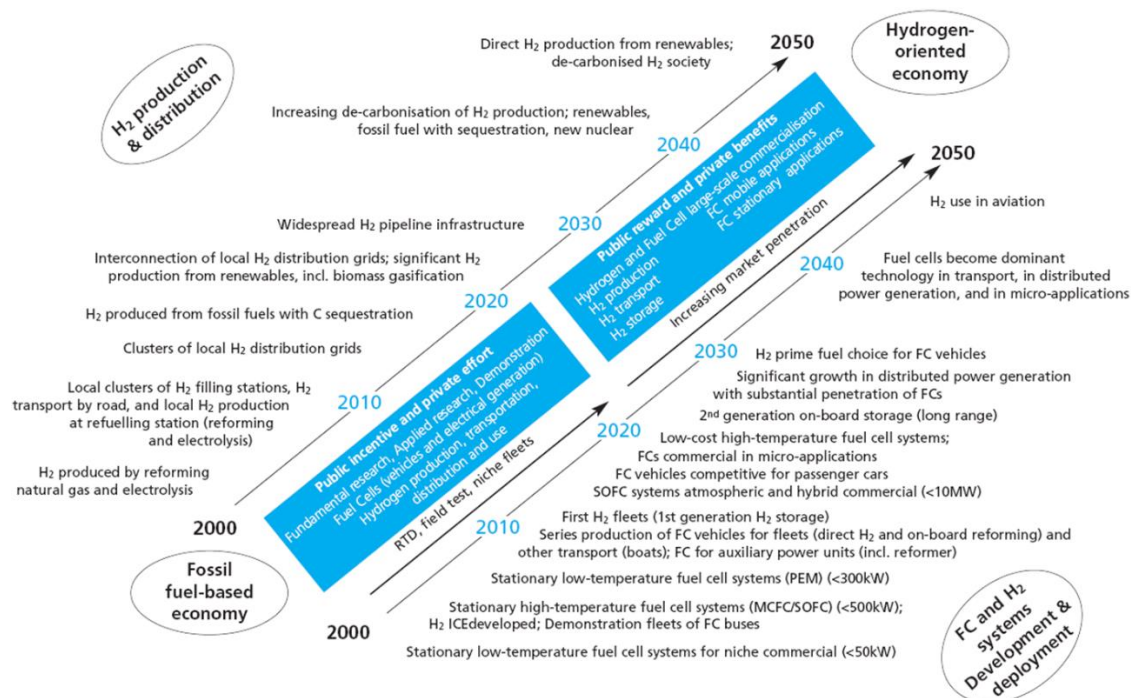 H2 production
& distribution
Direct H2 production from renewables;
de-carbonised H2 society
2050
Hydrogen-
oriented
economy
Increasing de-carbonisation of H2 production; renewables,
fossil fuel with sequestration, new nuclear
2040
Widespread H2 pipeline infrastructure
2030
Interconnection of local H2 distribution grids; significant H2
production from renewables, incl. biomass gasification
2020
H2 produced from fossil fuels with C sequestration
Clusters of local H2 distribution grids
Local clusters of H2 filling stations, H2
transport by road, and local H2 production
at refuelling station (reforming
and electrolysis)
2010
H2 produced by reforming
natural gas and electrolysis
2000
Fossil
fuel-based
economy
Public incentive and private effort
Fundamental research, Applied research, Demonstration
Fuel Cells (vehicles and electrical generation)
Hydrogen production, transportation,
distribution and use
Public reward and private benefits
Hydrogen and Fuel Cell large-scale commercialisation
H2 production
FC mobile applications
H2 transport
FC stationary applications
H2 storage
RTD, field test, niche fleets
Increasing market penetration
2050
H2 use in aviation
2040
Fuel cells become dominant
technology in transport, in distributed
power generation, and in micro-applications
2030
H2 prime fuel choice for FC vehicles
Significant growth in distributed power generation
with substantial penetration of FCs
2nd generation on-board storage (long range)
2020
Low-cost high-temperature fuel cell systems;
FCs commercial in micro-applications
FC vehicles competitive for passenger cars
SOFC systems atmospheric and hybrid commercial (<10MW)
2010
First H2 fleets (1st generation H2 storage)
Series production of FC vehicles for fleets (direct H2 and on-board reforming) and
other transport (boats); FC for auxiliary power units (incl. reformer)
Stationary low-temperature fuel cell systems (PEM) (<300kW)
Stationary high-temperature fuel cell systems (MCFC/SOFC) (<500kW);
H2 ICEdeveloped; Demonstration fleets of FC buses
2000
Stationary low-temperature fuel cell systems for niche commercial (<50kW)
FC and H2
systems
Development &
deployment